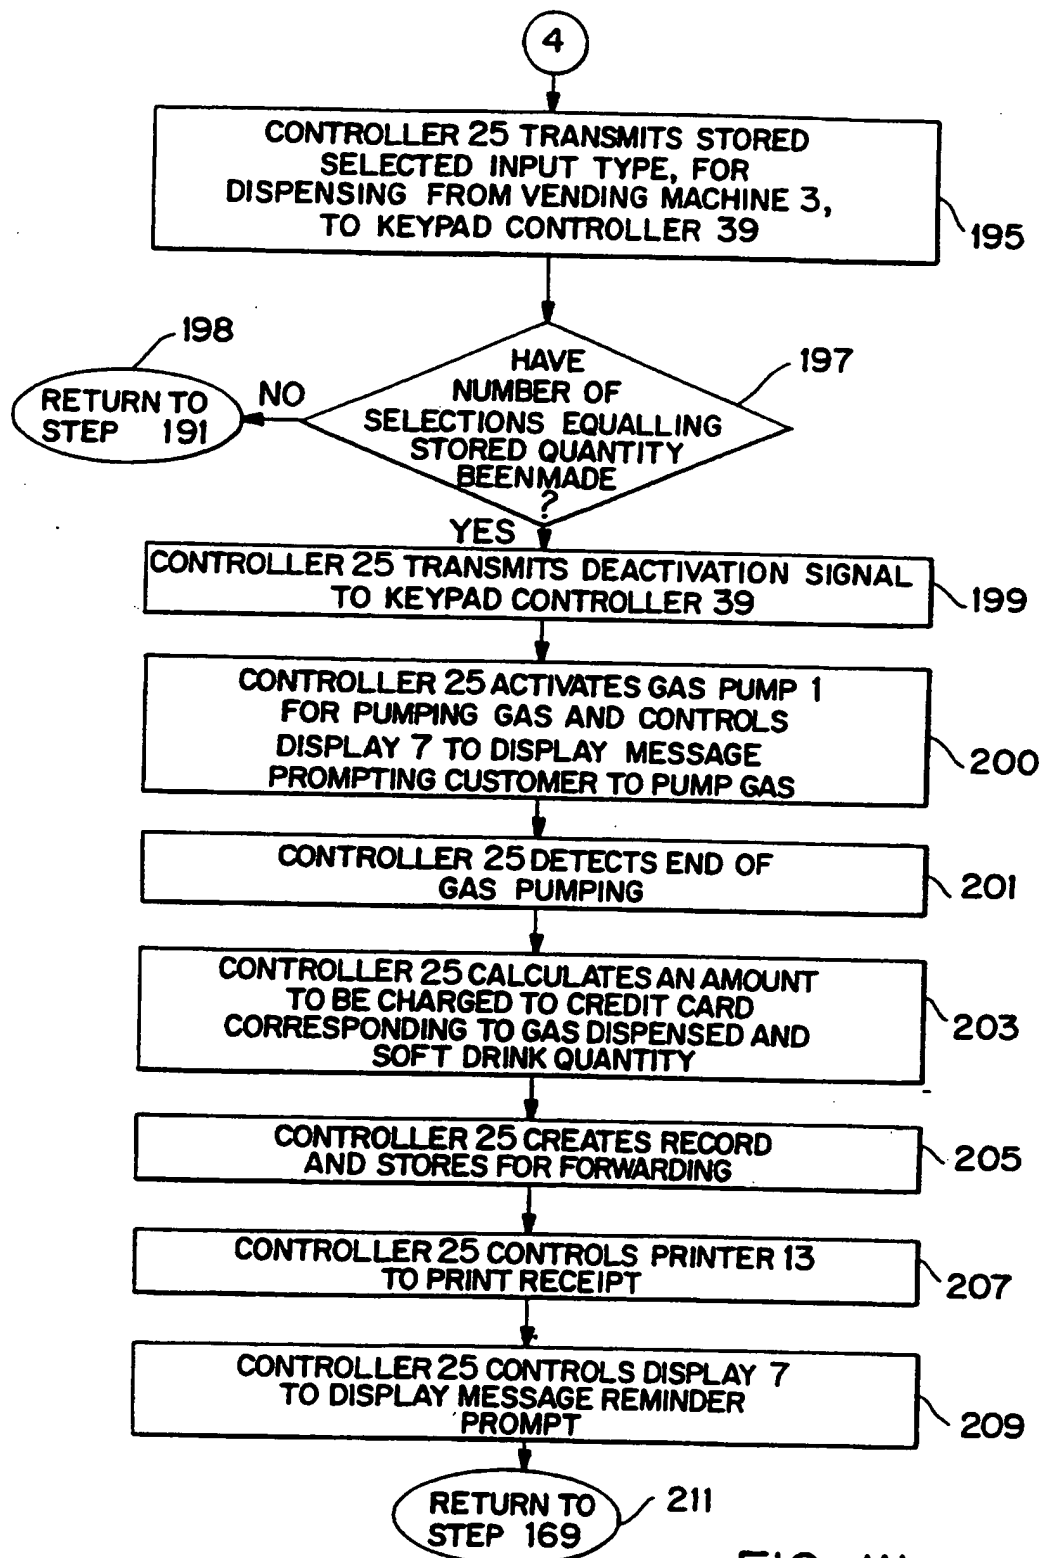 4
CONTROLLER 25 TRANSMITS STORED
SELECTED INPUT TYPE, FOR
DISPENSING FROM VENDING MACHINE 3,
TO KEYPAD CONTROLLER 39
195
198
RETURN TO
STEP 191
NO
HAVE
NUMBER OF
SELECTIONS EQUALLING
STORED QUANTITY
BEENMADE
?
197
YES
CONTROLLER 25 TRANSMITS DEACTIVATION SIGNAL
TO KEYPAD CONTROLLER 39
199
CONTROLLER 25 ACTIVATES GAS PUMP 1
FOR PUMPING GAS AND CONTROLS
DISPLAY 7 TO DISPLAY MESSAGE
PROMPTING CUSTOMER TO PUMP GAS
200
CONTROLLER 25 DETECTS END OF
GAS PUMPING
201
CONTROLLER 25 CALCULATES AN AMOUNT
TO BE CHARGED TO CREDIT CARD
CORRESPONDING TO GAS DISPENSED AND
SOFT DRINK QUANTITY
203
CONTROLLER 25 CREATES RECORD
AND STORES FOR FORWARDING
205
CONTROLLER 25 CONTROLS PRINTER 13
TO PRINT RECEIPT
207
CONTROLLER 25 CONTROLS DISPLAY 7
TO DISPLAY MESSAGE REMINDER
PROMPT
209
RETURN TO
STEP 169
211